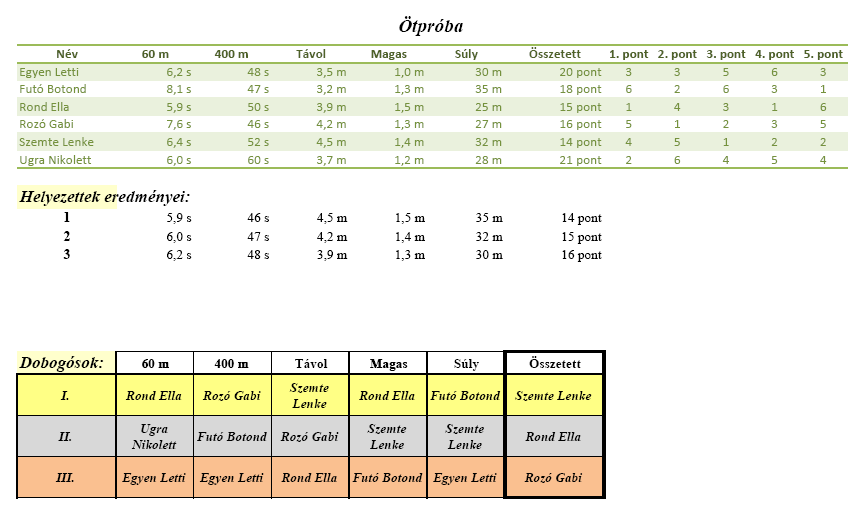 Ötpróba
Név 60 m 400 m Távol Magas Súly Összetett 1. pont 2. pont 3. pont 4. pont 5. pont
Egyen Letti 6,2 s 48 s 3,5 m 1,0 m 30 m 20 pont 3 3 5 6 3
Futó Botond 8,1 s 47 s 3,2 m 1,3 m 35 m 18 pont 6 2 6 3 1
Rond Ella 5,9 s 50 s 3,9 m 1,5 m 25 m 15 pont 1 4 3 1 6
Rozó Gabi 7,6 s 46 s 4,2 m 1,3 m 27 m 16 pont 5 1 2 3 5
Szemte Lenke 6,4 s 52 s 4,5 m 1,4 m 32 m 14 pont 4 5 1 2 2
Ugra Nikolett 6,0 s 60 s 3,7 m 1,2 m 28 m 21 pont 2 6 4 5 4
Helyezettek eredményei:
1 5,9 s 46 s 4,5 m 1,5 m 35 m 14 pont
2 6,0 s 47 s 4,2 m 1,4 m 32 m 15 pont
3 6,2 s 48 s 3,9 m 1,3 m 30 m 16 pont
Dobogósok: 60 m 400 m Távol Magas Súly Összetett
I. Rond Ella Rozó Gabi Szemte Lenke Rond Ella Futó Botond Szemte Lenke
II. Ugra Nikolett Futó Botond Rozó Gabi Szemte Lenke Szemte Lenke Rond Ella
III. Egyen Letti Egyen Letti Rond Ella Futó Botond Egyen Letti Rozó Gabi